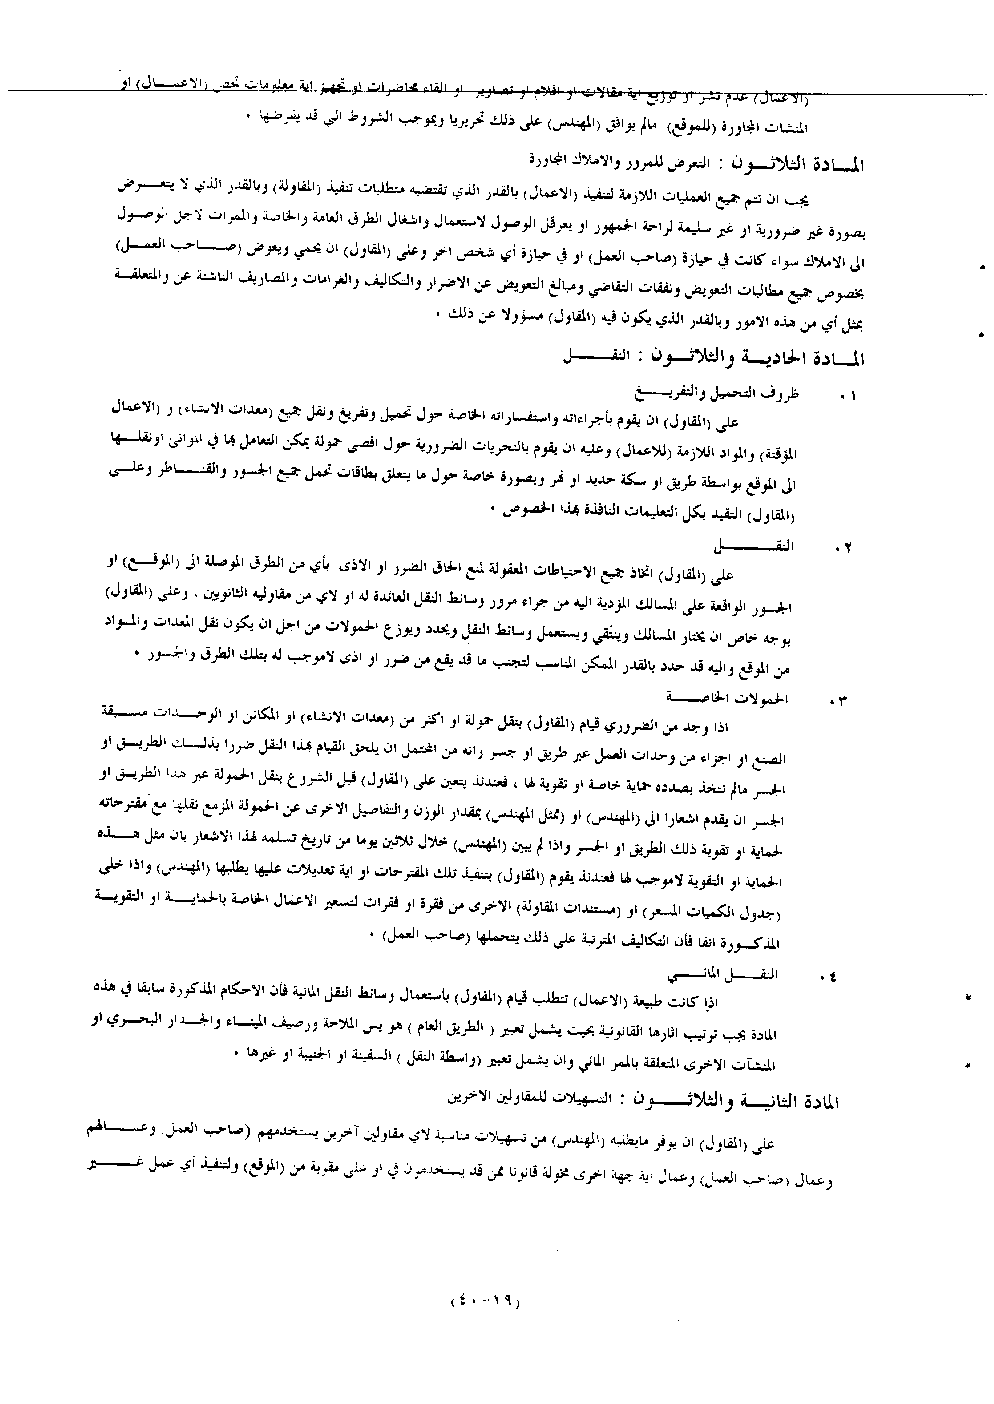 (الاعمال) عدم نشر او توزيع اية مقالات او افلام او تصاوير او القاء محاضرات او تجهيز اية معلومات تخص (الاعمال) او
المنشات المجاورة (للموقع) مالم يوافق (المهندس) على ذلك تحريريا وبموجب الشروط التي قد يفرضها .
المادة الثلاثون : التعرض للمرور والاملاك المجاورة
يجب ان تتم جميع العمليات اللازمة لتنفيذ (الاعمال) بالقدر الذي تقتضيه متطلبات تنفيذ (المقاولة) وبالقدر الذي لا يتعرض
بصورة غير ضرورية او غير سليمة لراحة الجمهور او يعرقل الوصول لاستعمال واشغال الطرق العامة والخاصة والممرات لاجل الوصول
الى الاملاك سواء كانت في حيازة (صاحب العمل) او في حيازة أي شخص اخر وعلى (المقاول) ان يحمي ويعوض (صاحب العمل)
بخصوص جميع مطالبات التعويض ونفقات التقاضي ومبالغ التعويض عن الاضرار والتكاليف والغرامات والمصاريف الناشئة عن والمتعلقة
بمثل أي من هذه الامور وبالقدر الذي يكون فيه (المقاول) مسؤولا عن ذلك .
المادة الحادية والثلاثون : النقل
١. ظروف التحميل والتفريغ
على (المقاول) ان يقوم بأجراءاته واستفساراته الخاصة حول تحميل وتفريغ ونقل جميع (معدات الانشاء) و (الاعمال
المؤقتة) والمواد اللازمة (للاعمال) وعليه ان يقوم بالتحريات الضرورية حول اقصى حمولة يمكن التعامل بها في الموانى اونقلها
الى الموقع بواسطة طريق او سكة حديد او نهر وبصورة خاصة حول ما يتعلق بطاقات تحمل جميع الجسور والقناطر وعلى
(المقاول) التقيد بكل التعليمات النافذة بهذا الخصوص .
٢. النقل
على (المقاول) اتخاذ جميع الاحتياطات المعقولة لمنع الحاق الضرر او الاذى بأي من الطرق الموصلة الى (الموقع) او
الجسور الواقعة على المسالك المؤدية اليه من جراء مرور وسائط النقل العائدة له او لاي من مقاوليه الثانويين ، وعلى (المقاول)
بوجه خاص ان يختار المسالك وينتقي ويستعمل وسائط النقل ويحدد ويوزع الحمولات من اجل ان يكون نقل المعدات والمواد
من الموقع واليه قد حدد بالقدر الممكن المناسب لتجنب ما قد يقع من ضرر او اذى لاموجب له بتلك الطرق والجسور .
٣. الحمولات الخاصة
اذا وجد من الضروري قيام (المقاول) بنقل حمولة او اكثر من (معدات الانشاء) او المكائن او الوحدات مسبقة
الصنع او اجزاء من وحدات العمل عبر طريق او جسر وانه من المحتمل ان يلحق القيام بهذا النقل ضررا بذلك الطريق او
الجسر مالم تتخذ بصدده حماية خاصة او تقوية لها ، فعندئذ يتعين على (المقاول) قبل الشروع بنقل الحمولة عبر هذا الطريق او
الجسر ان يقدم اشعارا الى (المهندس) او (ممثل المهندس) بمقدار الوزن والتفاصيل الاخرى عن الحمولة المزمع نقلها مع مقترحاته
لحماية او تقوية ذلك الطريق او الجسر واذا لم يبين (المهندس) خلال ثلاثين يوما من تاريخ تسلمه لهذا الاشعار بان مثل هذه
الحماية او التقوية لاموجب لها فعندئذ يقوم (المقاول) بتنفيذ تلك المقترحات او اية تعديلات عليها يطلبها (المهندس) واذا خلى
(جدول الكميات المسعر) او (مستندات المقاولة) الاخرى من فقرة او فقرات لتسعير الاعمال الخاصة بالحماية او التقوية
المذكورة انفا فأن التكاليف المترتبة على ذلك يتحملها (صاحب العمل) .
٤. النقل المائي
اذا كانت طبيعة (الاعمال) تتطلب قيام (المقاول) بأستعمال وسائط النقل المائية فأن الاحكام المذكورة سابقا في هذه
المادة يجب ترتيب اثارها القانونية بحيث يشمل تعبير ( الطريق العام ) هويس الملاحة ورصيف الميناء والجدار البحري او
المنشآت الاخرى المتعلقة بالممر المائي وان يشمل تعبير (واسطة النقل ) السفينة او الجنيبة او غيرها .
المادة الثانية والثلاثون : التسهيلات للمقاولين الاخرين
على (المقاول) ان يوفر مايطلبه (المهندس) من تسهيلات مناسبة لاي مقاولين آخرين يستخدمهم (صاحب العمل) وعمالهم
وعمال (صاحب العمل) وعمال اية جهة اخرى مخولة قانونا ممن قد يستخدمون في او على مقربة من (الموقع) ولتنفيذ أي عمل غير
(١٩-٤٠)